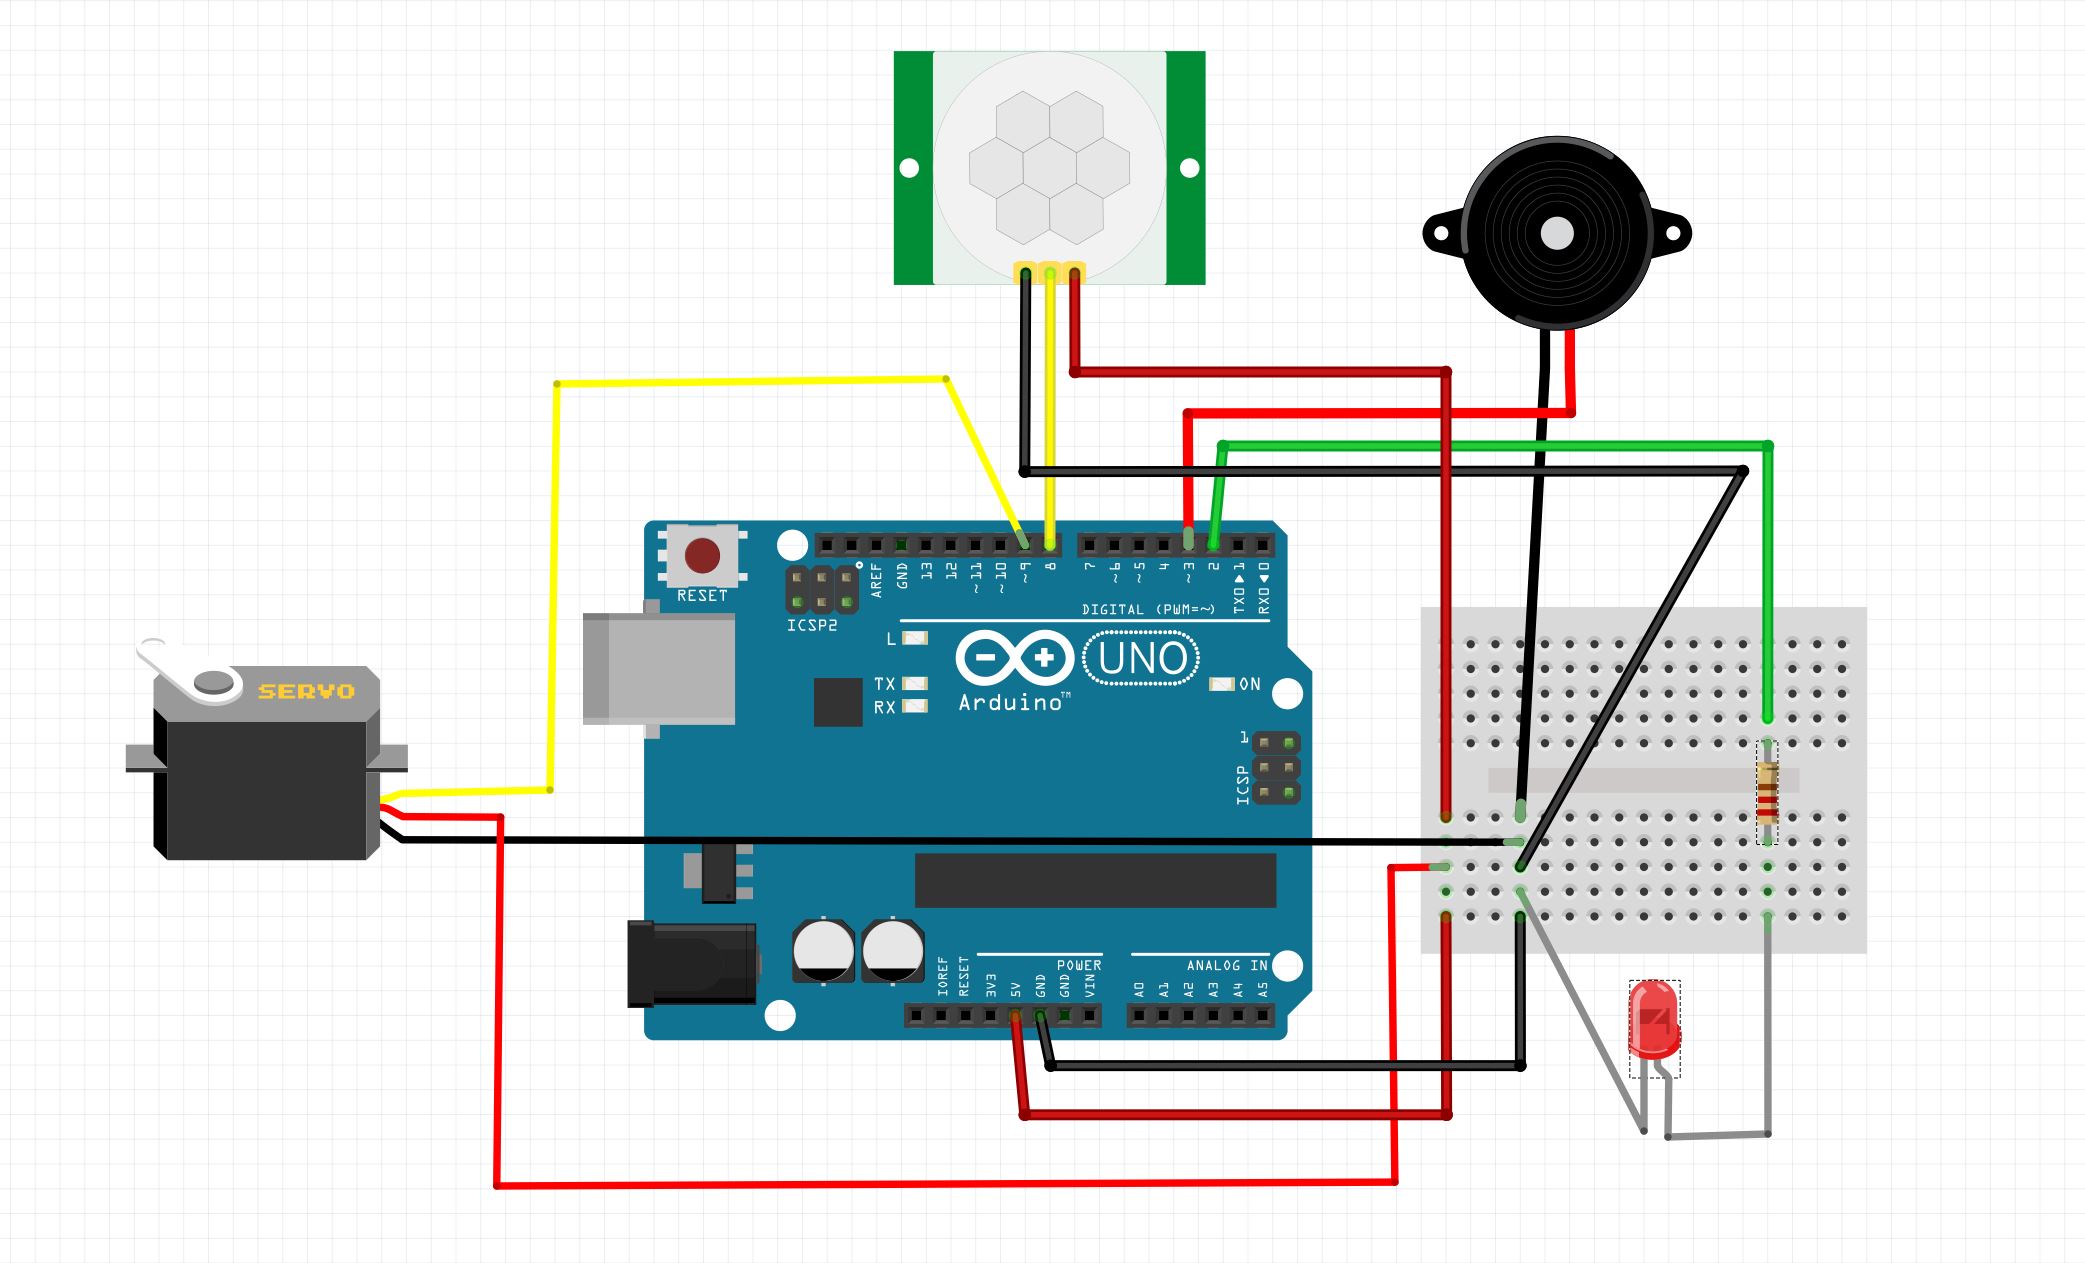 RESET
ICSP2
AREF
GND
13
12
~11
~10
~9
8
7
~6
~5
4
~3
2
TX0▶1
RX0◀0
DIGITAL (PWM=~)
L
TX
RX
Arduino™
UNO
ON
1
ICSP
SERVO
POWER
ANALOG IN
IOREF
RESET
3V3
5V
GND
GND
VIN
A0
A1
A2
A3
A4
A5